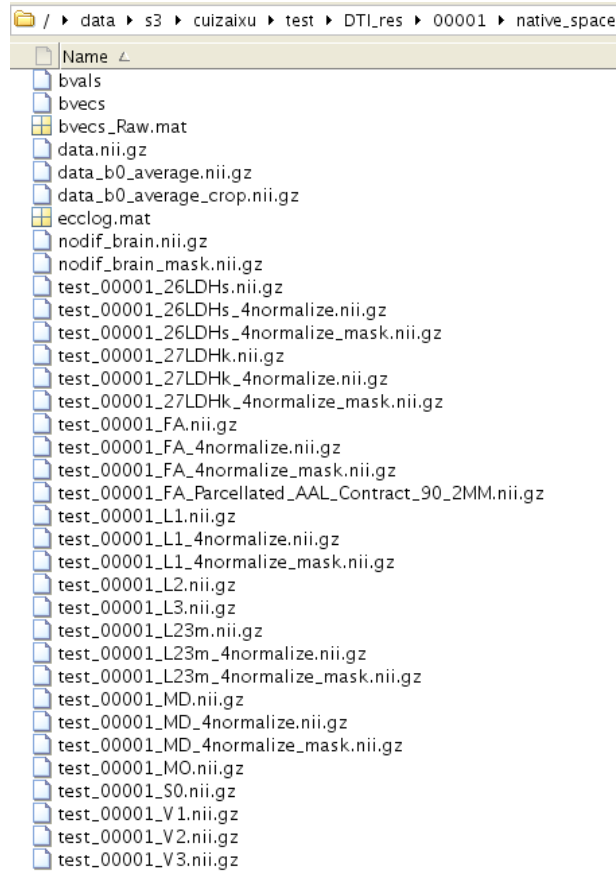 / data s3 cuizaixu test DTI_res 00001 native_space
Name
bvals
bvecs
bvecs_Raw.mat
data.nii.gz
data_b0_average.nii.gz
data_b0_average_crop.nii.gz
ecclog.mat
nodif_brain.nii.gz
nodif_brain_mask.nii.gz
test_00001_26LDHs.nii.gz
test_00001_26LDHs_4normalize.nii.gz
test_00001_26LDHs_4normalize_mask.nii.gz
test_00001_27LDHk.nii.gz
test_00001_27LDHk_4normalize.nii.gz
test_00001_27LDHk_4normalize_mask.nii.gz
test_00001_FA.nii.gz
test_00001_FA_4normalize.nii.gz
test_00001_FA_4normalize_mask.nii.gz
test_00001_FA_Parcellated_AAL_Contract_90_2MM.nii.gz
test_00001_L1.nii.gz
test_00001_L1_4normalize.nii.gz
test_00001_L1_4normalize_mask.nii.gz
test_00001_L2.nii.gz
test_00001_L3.nii.gz
test_00001_L23m.nii.gz
test_00001_L23m_4normalize.nii.gz
test_00001_L23m_4normalize_mask.nii.gz
test_00001_MD.nii.gz
test_00001_MD_4normalize.nii.gz
test_00001_MD_4normalize_mask.nii.gz
test_00001_MO.nii.gz
test_00001_S0.nii.gz
test_00001_V1.nii.gz
test_00001_V2.nii.gz
test_00001_V3.nii.gz